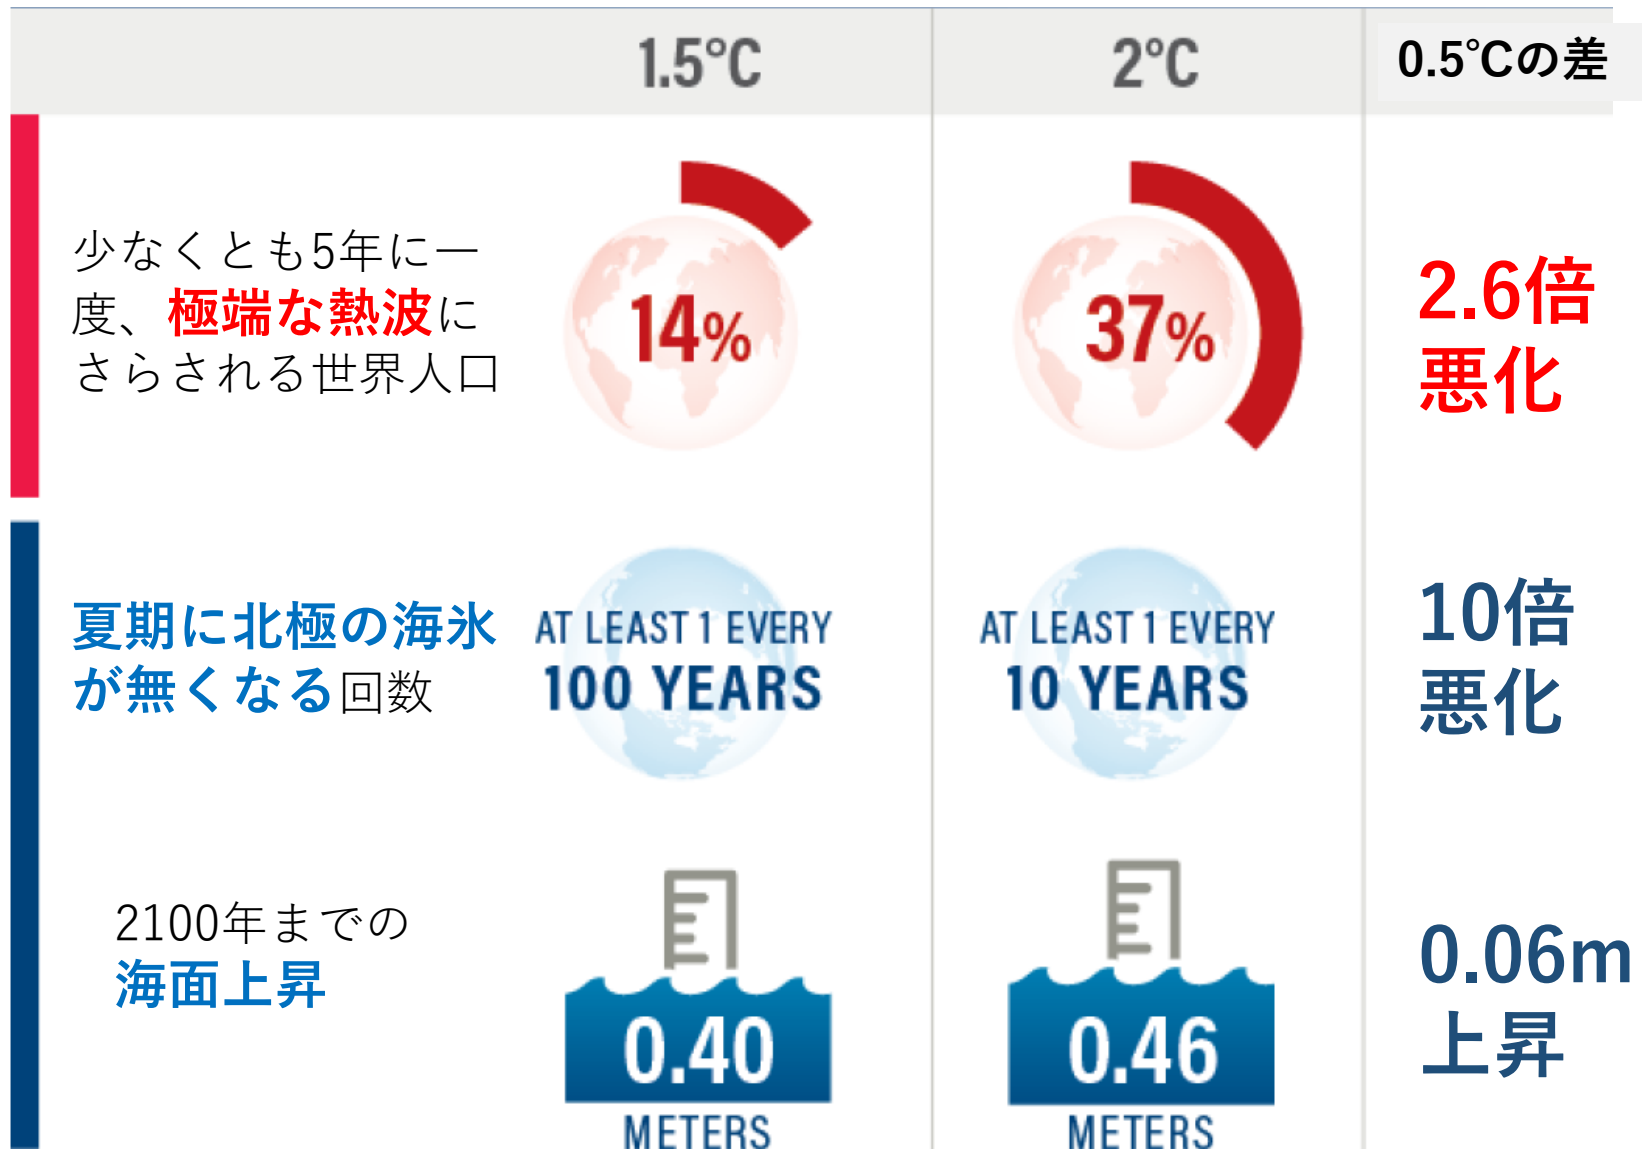 1.5°C
2°C
0.5℃の差
少なくとも5年に一
度、極端な熱波に
さらされる世界人口
14%
37%
2.6倍
悪化
夏期に北極の海氷
が無くなる回数
AT LEAST 1 EVERY
100 YEARS
AT LEAST 1 EVERY
10 YEARS
10倍
悪化
2100年までの
海面上昇
0.40
METERS
0.46
METERS
0.06m
上昇